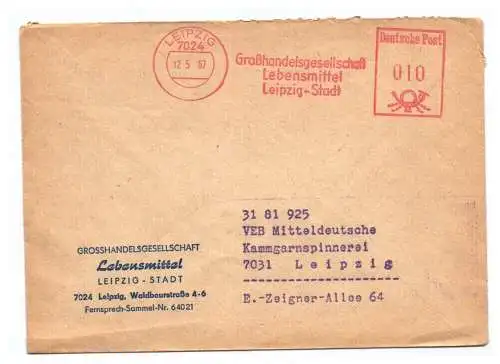 LEIPZIG
7024
12.5 67
Großhandelsgesellschaft
Lebensmittel
Leipzig-Stadt
Deutsche Post
010
31 81 925
VEB Mitteldeutsche
Kammgarnspinnerei
7031 Leipzig
E.-Zeigner-Allee 64
GROSSHANDELSGESELLSCHAFT
Lebensmittel
LEIPZIG - STADT
7024 Leipzig, Waldbaurstraße 4-6
Fernsprech-Sammel-Nr. 64021